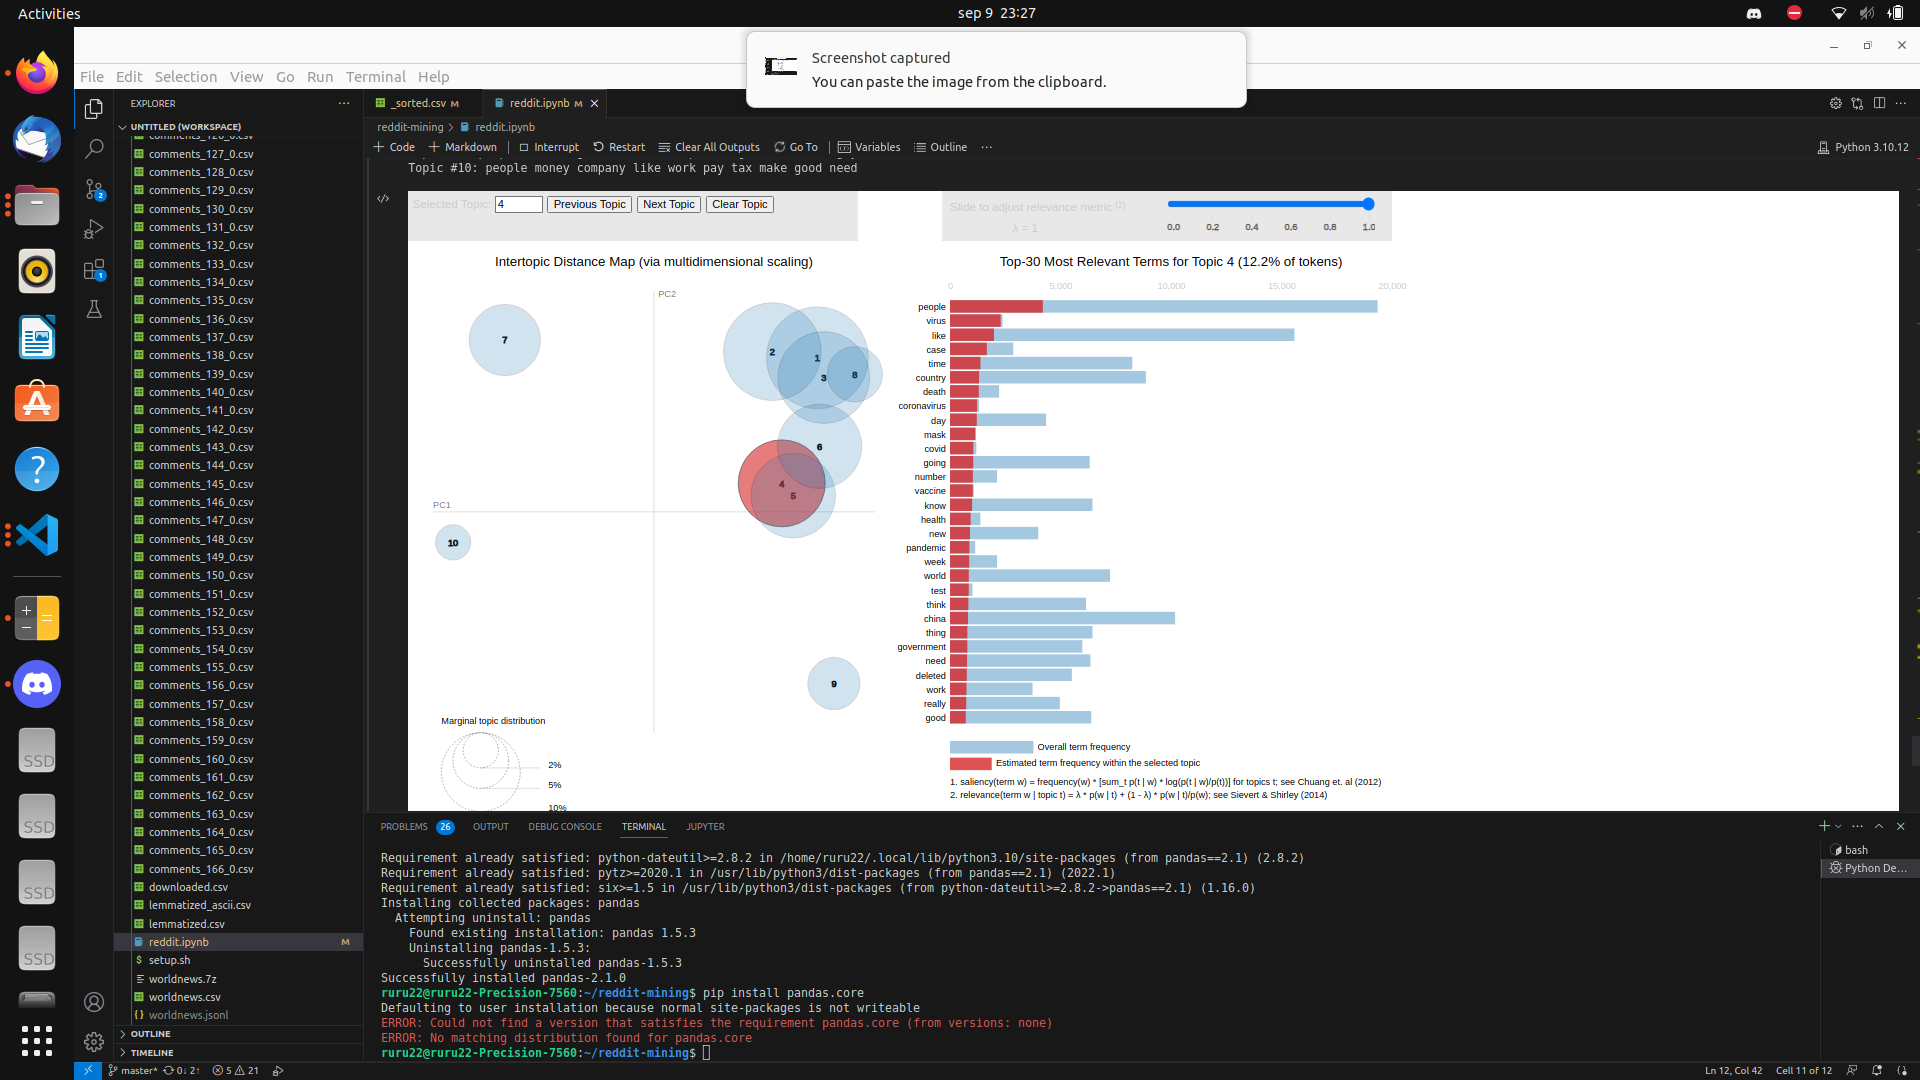 Activities
sep 9 23:27
Screenshot captured
You can paste the image from the clipboard.
File Edit Selection View Go Run Terminal Help
EXPLORER
UNTITLED (WORKSPACE)
comments_126_0.csv
comments_127_0.csv
comments_128_0.csv
comments_129_0.csv
comments_130_0.csv
comments_131_0.csv
comments_132_0.csv
comments_133_0.csv
comments_134_0.csv
comments_135_0.csv
comments_136_0.csv
comments_137_0.csv
comments_138_0.csv
comments_139_0.csv
comments_140_0.csv
comments_141_0.csv
comments_142_0.csv
comments_143_0.csv
comments_144_0.csv
comments_145_0.csv
comments_146_0.csv
comments_147_0.csv
comments_148_0.csv
comments_149_0.csv
comments_150_0.csv
comments_151_0.csv
comments_152_0.csv
comments_153_0.csv
comments_154_0.csv
comments_155_0.csv
comments_156_0.csv
comments_157_0.csv
comments_158_0.csv
comments_159_0.csv
comments_160_0.csv
comments_161_0.csv
comments_162_0.csv
comments_163_0.csv
comments_164_0.csv
comments_165_0.csv
comments_166_0.csv
downloaded.csv
lemmatized_ascii.csv
lemmatized.csv
reddit.ipynb M
setup.sh
worldnews.7z
worldnews.csv
worldnews.jsonl
OUTLINE
TIMELINE
SSD
SSD
SSD
SSD
2
1
_sorted.csv M
reddit.ipynb M
reddit-mining > reddit.ipynb
Code Markdown Interrupt Restart Clear All Outputs Go To Variables Outline
Python 3.10.12
Topic #10: people money company like work pay tax make good need
Selected Topic: 4 Previous Topic Next Topic Clear Topic
Slide to adjust relevance metric:(2)
λ = 1
0.0 0.2 0.4 0.6 0.8 1.0
Intertopic Distance Map (via multidimensional scaling)
PC2
PC1
7
2
1
3
8
6
4
5
10
9
Marginal topic distribution
2%
5%
10%
Top-30 Most Relevant Terms for Topic 4 (12.2% of tokens)
0 5,000 10,000 15,000 20,000
people
virus
like
case
time
country
death
coronavirus
day
mask
covid
going
number
vaccine
know
health
new
pandemic
week
world
test
think
china
thing
government
need
deleted
work
really
good
Overall term frequency
Estimated term frequency within the selected topic
1. saliency(term w) = frequency(w) * [sum_t p(t | w) * log(p(t | w)/p(t))] for topics t; see Chuang et. al (2012)
2. relevance(term w | topic t) = λ * p(w | t) + (1 - λ) * p(w | t)/p(w); see Sievert & Shirley (2014)
PROBLEMS 26 OUTPUT DEBUG CONSOLE TERMINAL JUPYTER
Requirement already satisfied: python-dateutil>=2.8.2 in /home/ruru22/.local/lib/python3.10/site-packages (from pandas==2.1) (2.8.2)
Requirement already satisfied: pytz>=2020.1 in /usr/lib/python3/dist-packages (from pandas==2.1) (2022.1)
Requirement already satisfied: six>=1.5 in /usr/lib/python3/dist-packages (from python-dateutil>=2.8.2->pandas==2.1) (1.16.0)
Installing collected packages: pandas
Attempting uninstall: pandas
Found existing installation: pandas 1.5.3
Uninstalling pandas-1.5.3:
Successfully uninstalled pandas-1.5.3
Successfully installed pandas-2.1.0
ruru22@ruru22-Precision-7560:~/reddit-mining$ pip install pandas.core
Defaulting to user installation because normal site-packages is not writeable
ERROR: Could not find a version that satisfies the requirement pandas.core (from versions: none)
ERROR: No matching distribution found for pandas.core
ruru22@ruru22-Precision-7560:~/reddit-mining$
bash
Python De...
master* 0↓ 2↑ 5 21
Ln 12, Col 42 Cell 11 of 12